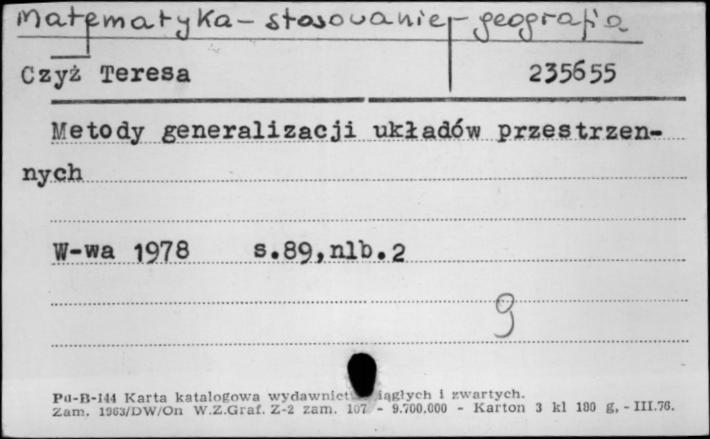 Matematyka - stosowanie - geografia
Czyż Teresa 235655
Metody generalizacji układów przestrzen-
nych
W-wa 1978 s.89,nlb.2
g
Pu-B-144 Karta katalogowa wydawnictw ciągłych i zwartych.
Zam. 1963/DW/On W.Z.Graf. Z-2 zam. 107 - 9.700.000 - Karton 3 kl 180 g, - III.76.